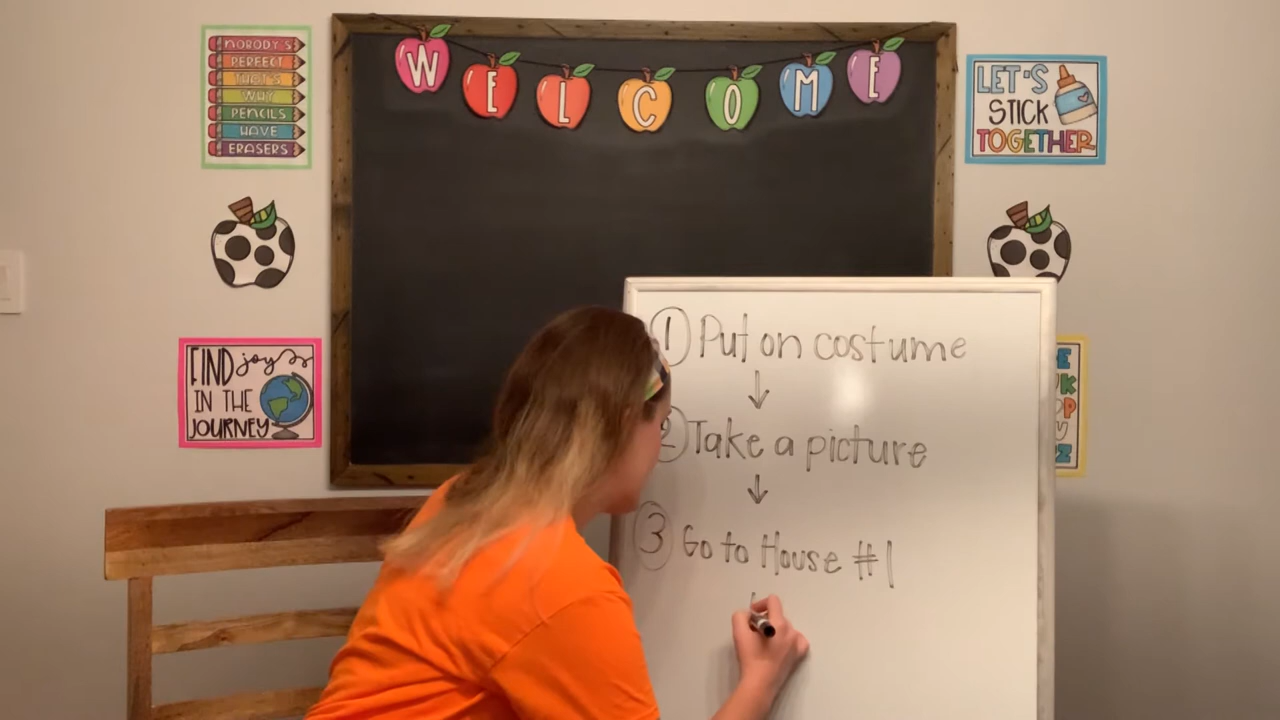 NOBODY'S
PERFECT
THAT'S
WHY
PENCILS
HAVE
ERASERS
WELCOME
LET'S
STICK
TOGETHER
FIND joy
IN THE
JOURNEY
1 Put on costume
2 Take a picture
3 Go to House #1